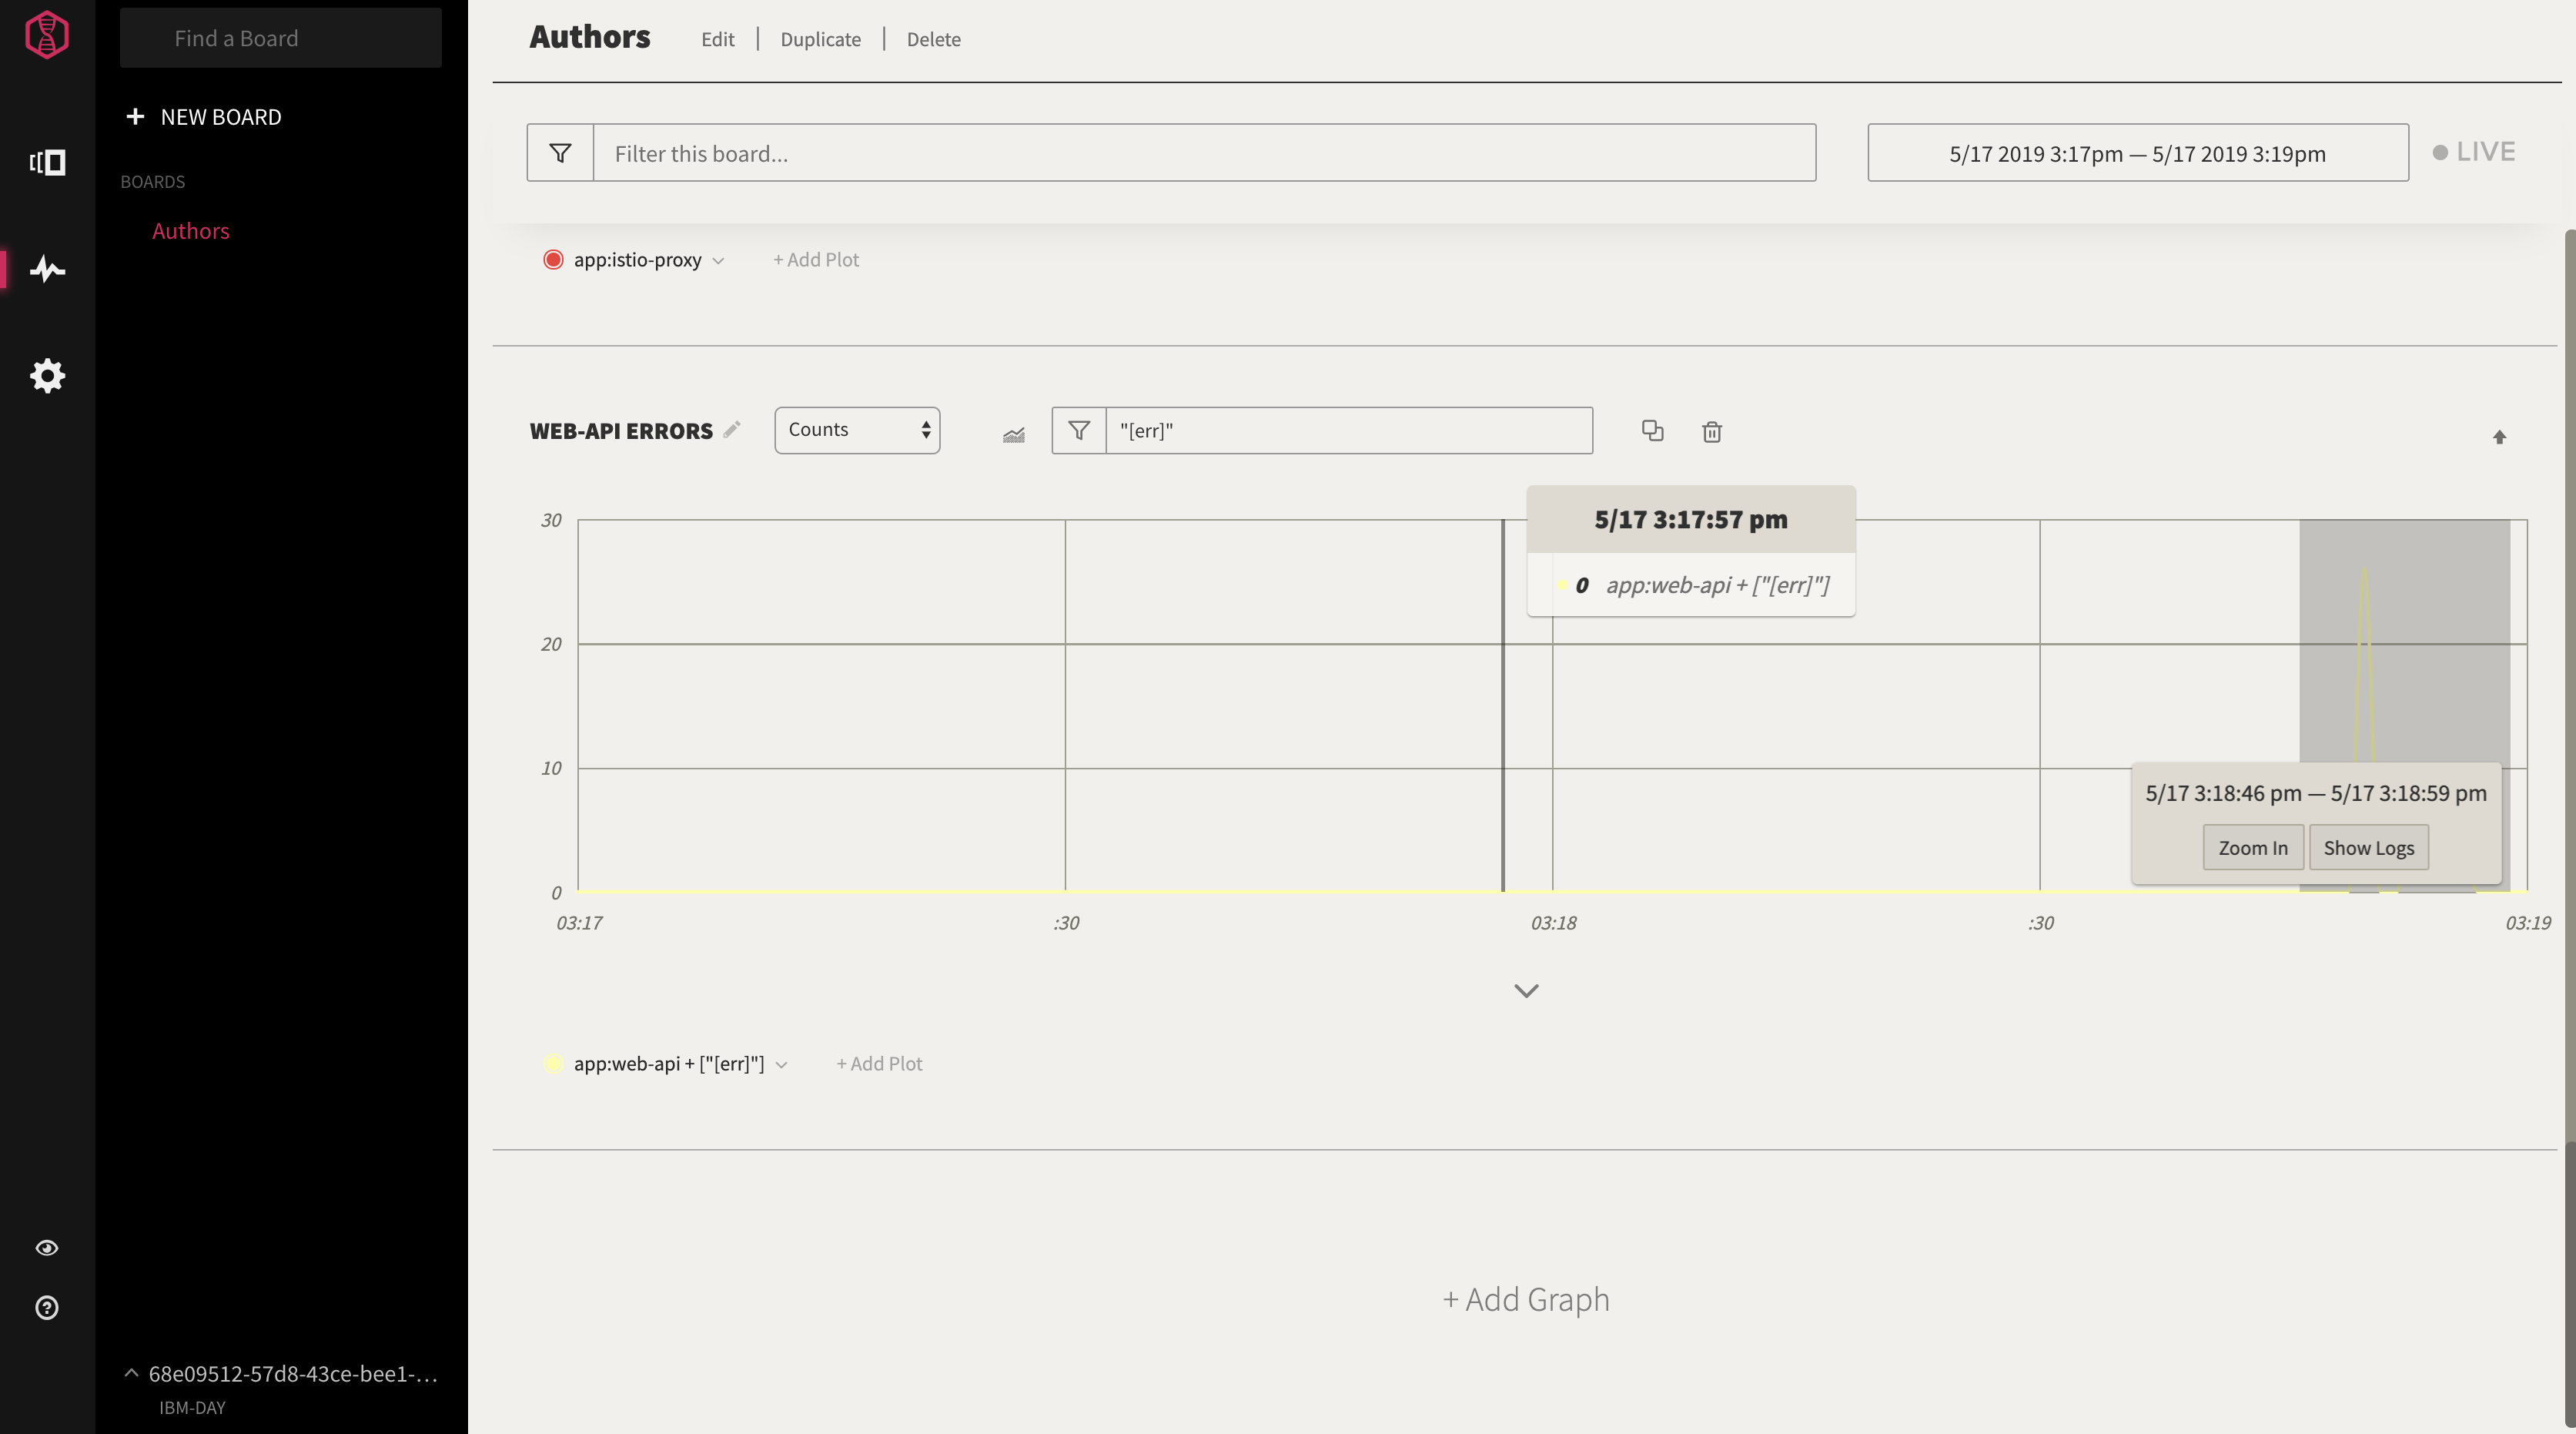 Find a Board
NEW BOARD
BOARDS
Authors
68e09512-57d8-43ce-bee1-...
IBM-DAY
Authors Edit | Duplicate | Delete
Filter this board...
5/17 2019 3:17pm — 5/17 2019 3:19pm
LIVE
app:istio-proxy + Add Plot
WEB-API ERRORS Counts "[err]"
5/17 3:17:57 pm
0 app:web-api + ["[err]"]
30
20
10
0
5/17 3:18:46 pm — 5/17 3:18:59 pm
Zoom In Show Logs
03:17 :30 03:18 :30 03:19
app:web-api + ["[err]"] + Add Plot
+ Add Graph